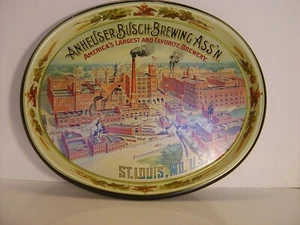 ANHEUSER BUSCH BREWING ASS'N.
AMERICA'S LARGEST AND FAVORITE BREWERY.
ST. LOUIS, MO. U.S.A.